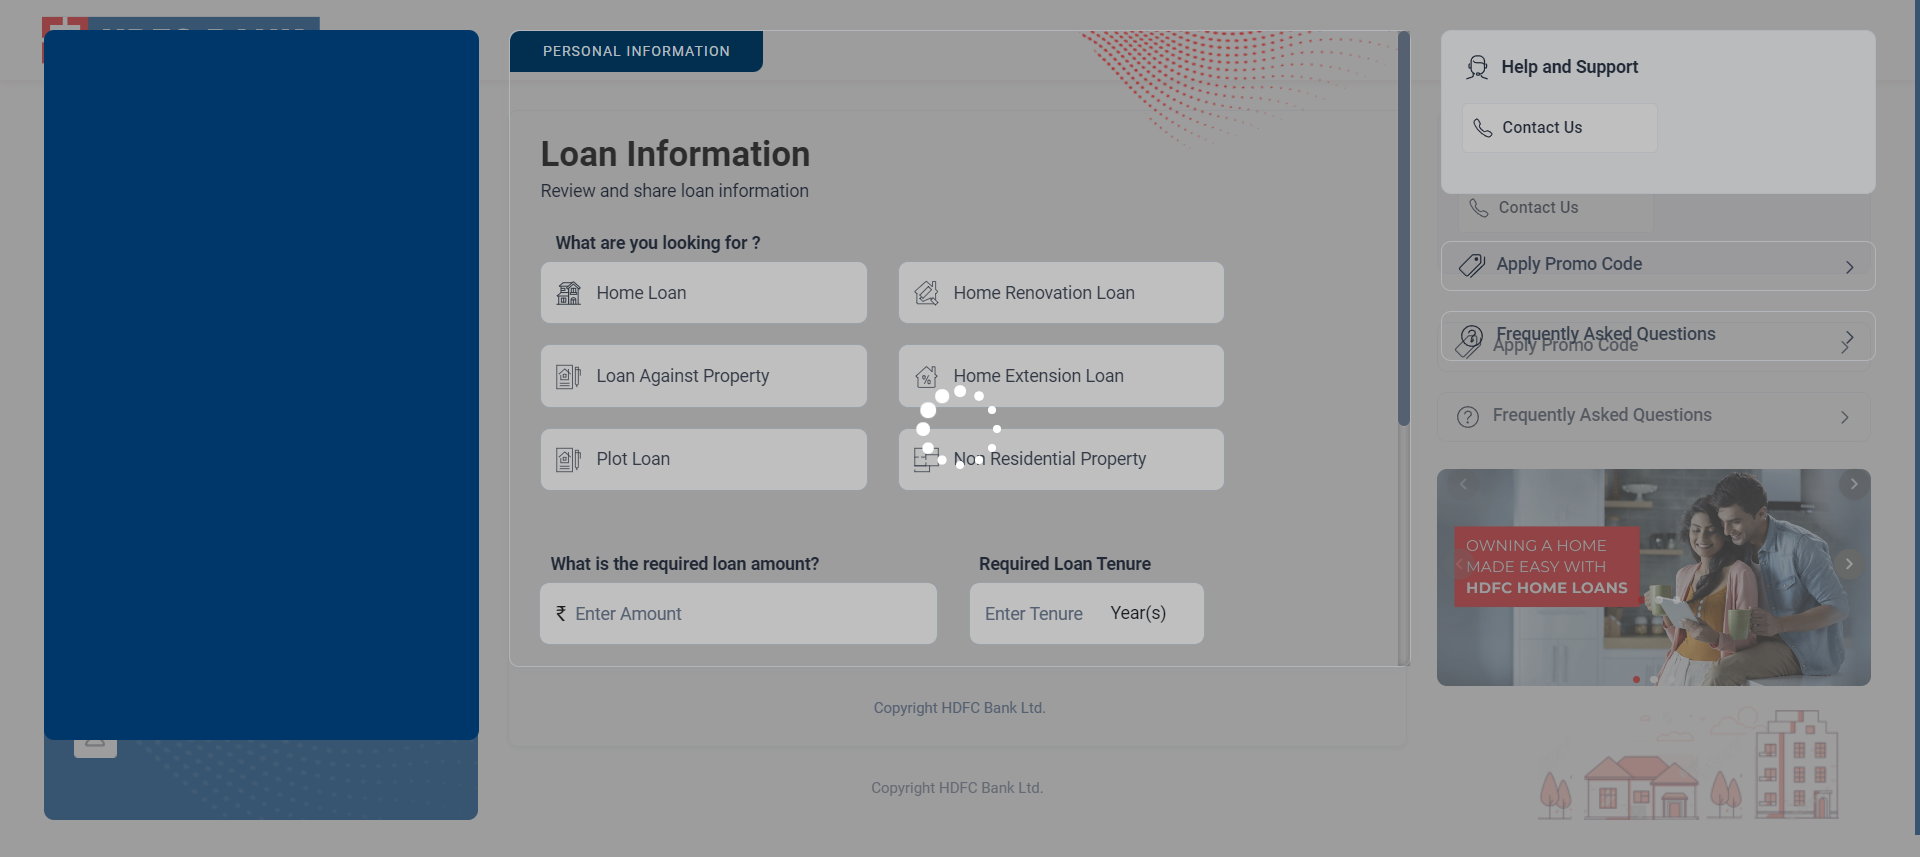 PERSONAL INFORMATION
Loan Information
Review and share loan information
What are you looking for ?
Home Loan
Home Renovation Loan
Loan Against Property
Home Extension Loan
Plot Loan
Non Residential Property
What is the required loan amount?
Required Loan Tenure
₹ Enter Amount
Enter Tenure
Year(s)
Copyright HDFC Bank Ltd.
Copyright HDFC Bank Ltd.
Help and Support
Contact Us
Contact Us
Apply Promo Code
Frequently Asked Questions
Apply Promo Code
Frequently Asked Questions
OWNING A HOME
MADE EASY WITH
HDFC HOME LOANS